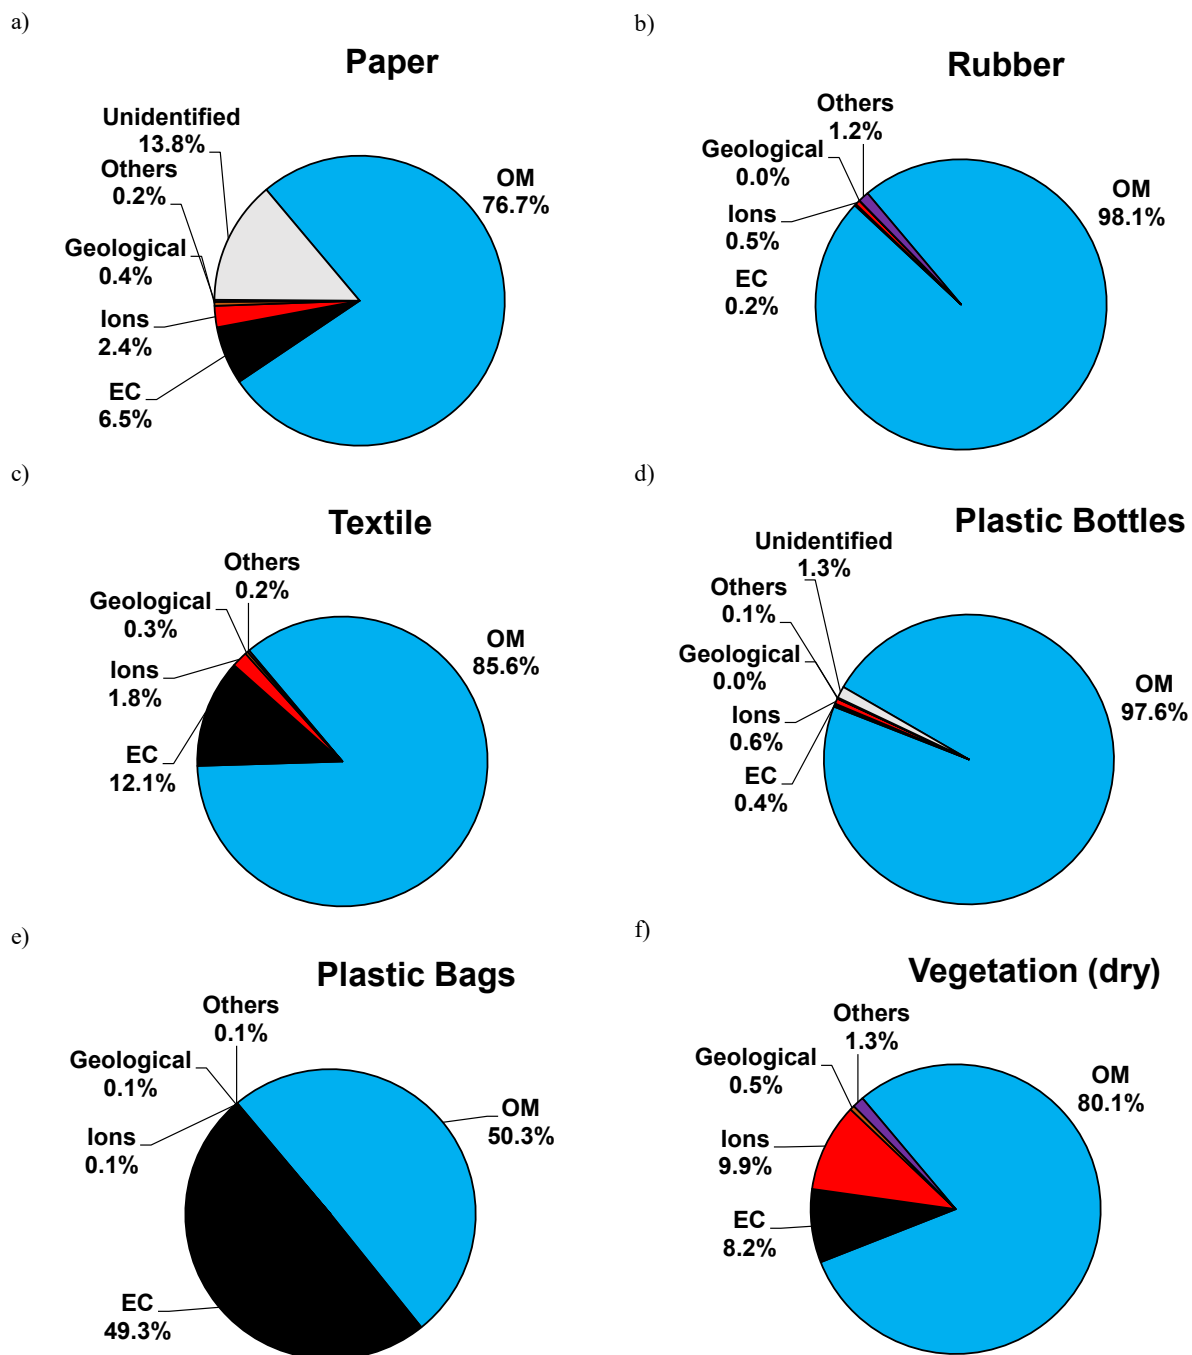 a)
Paper
Unidentified
13.8%
Others
0.2%
Geological
0.4%
Ions
2.4%
EC
6.5%
OM
76.7%
b)
Rubber
Others
1.2%
Geological
0.0%
Ions
0.5%
EC
0.2%
OM
98.1%
c)
Textile
Others
0.2%
Geological
0.3%
Ions
1.8%
EC
12.1%
OM
85.6%
d)
Plastic Bottles
Unidentified
1.3%
Others
0.1%
Geological
0.0%
Ions
0.6%
EC
0.4%
OM
97.6%
e)
Plastic Bags
Others
0.1%
Geological
0.1%
Ions
0.1%
EC
49.3%
OM
50.3%
f)
Vegetation (dry)
Others
1.3%
Geological
0.5%
Ions
9.9%
EC
8.2%
OM
80.1%